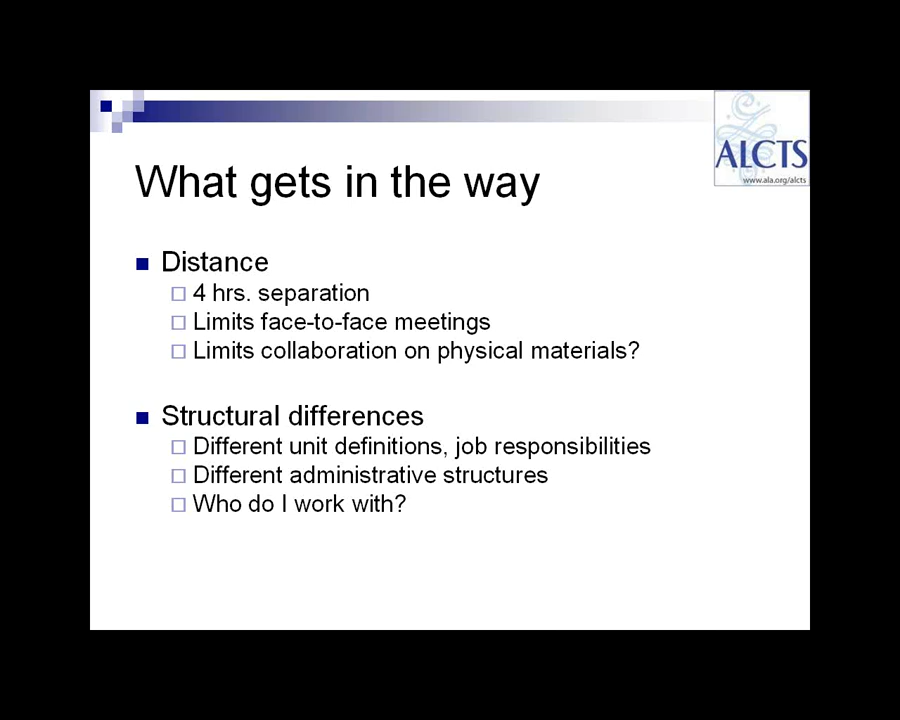 ALCTS
www.ala.org/alcts
What gets in the way
Distance
4 hrs. separation
Limits face-to-face meetings
Limits collaboration on physical materials?
Structural differences
Different unit definitions, job responsibilities
Different administrative structures
Who do I work with?